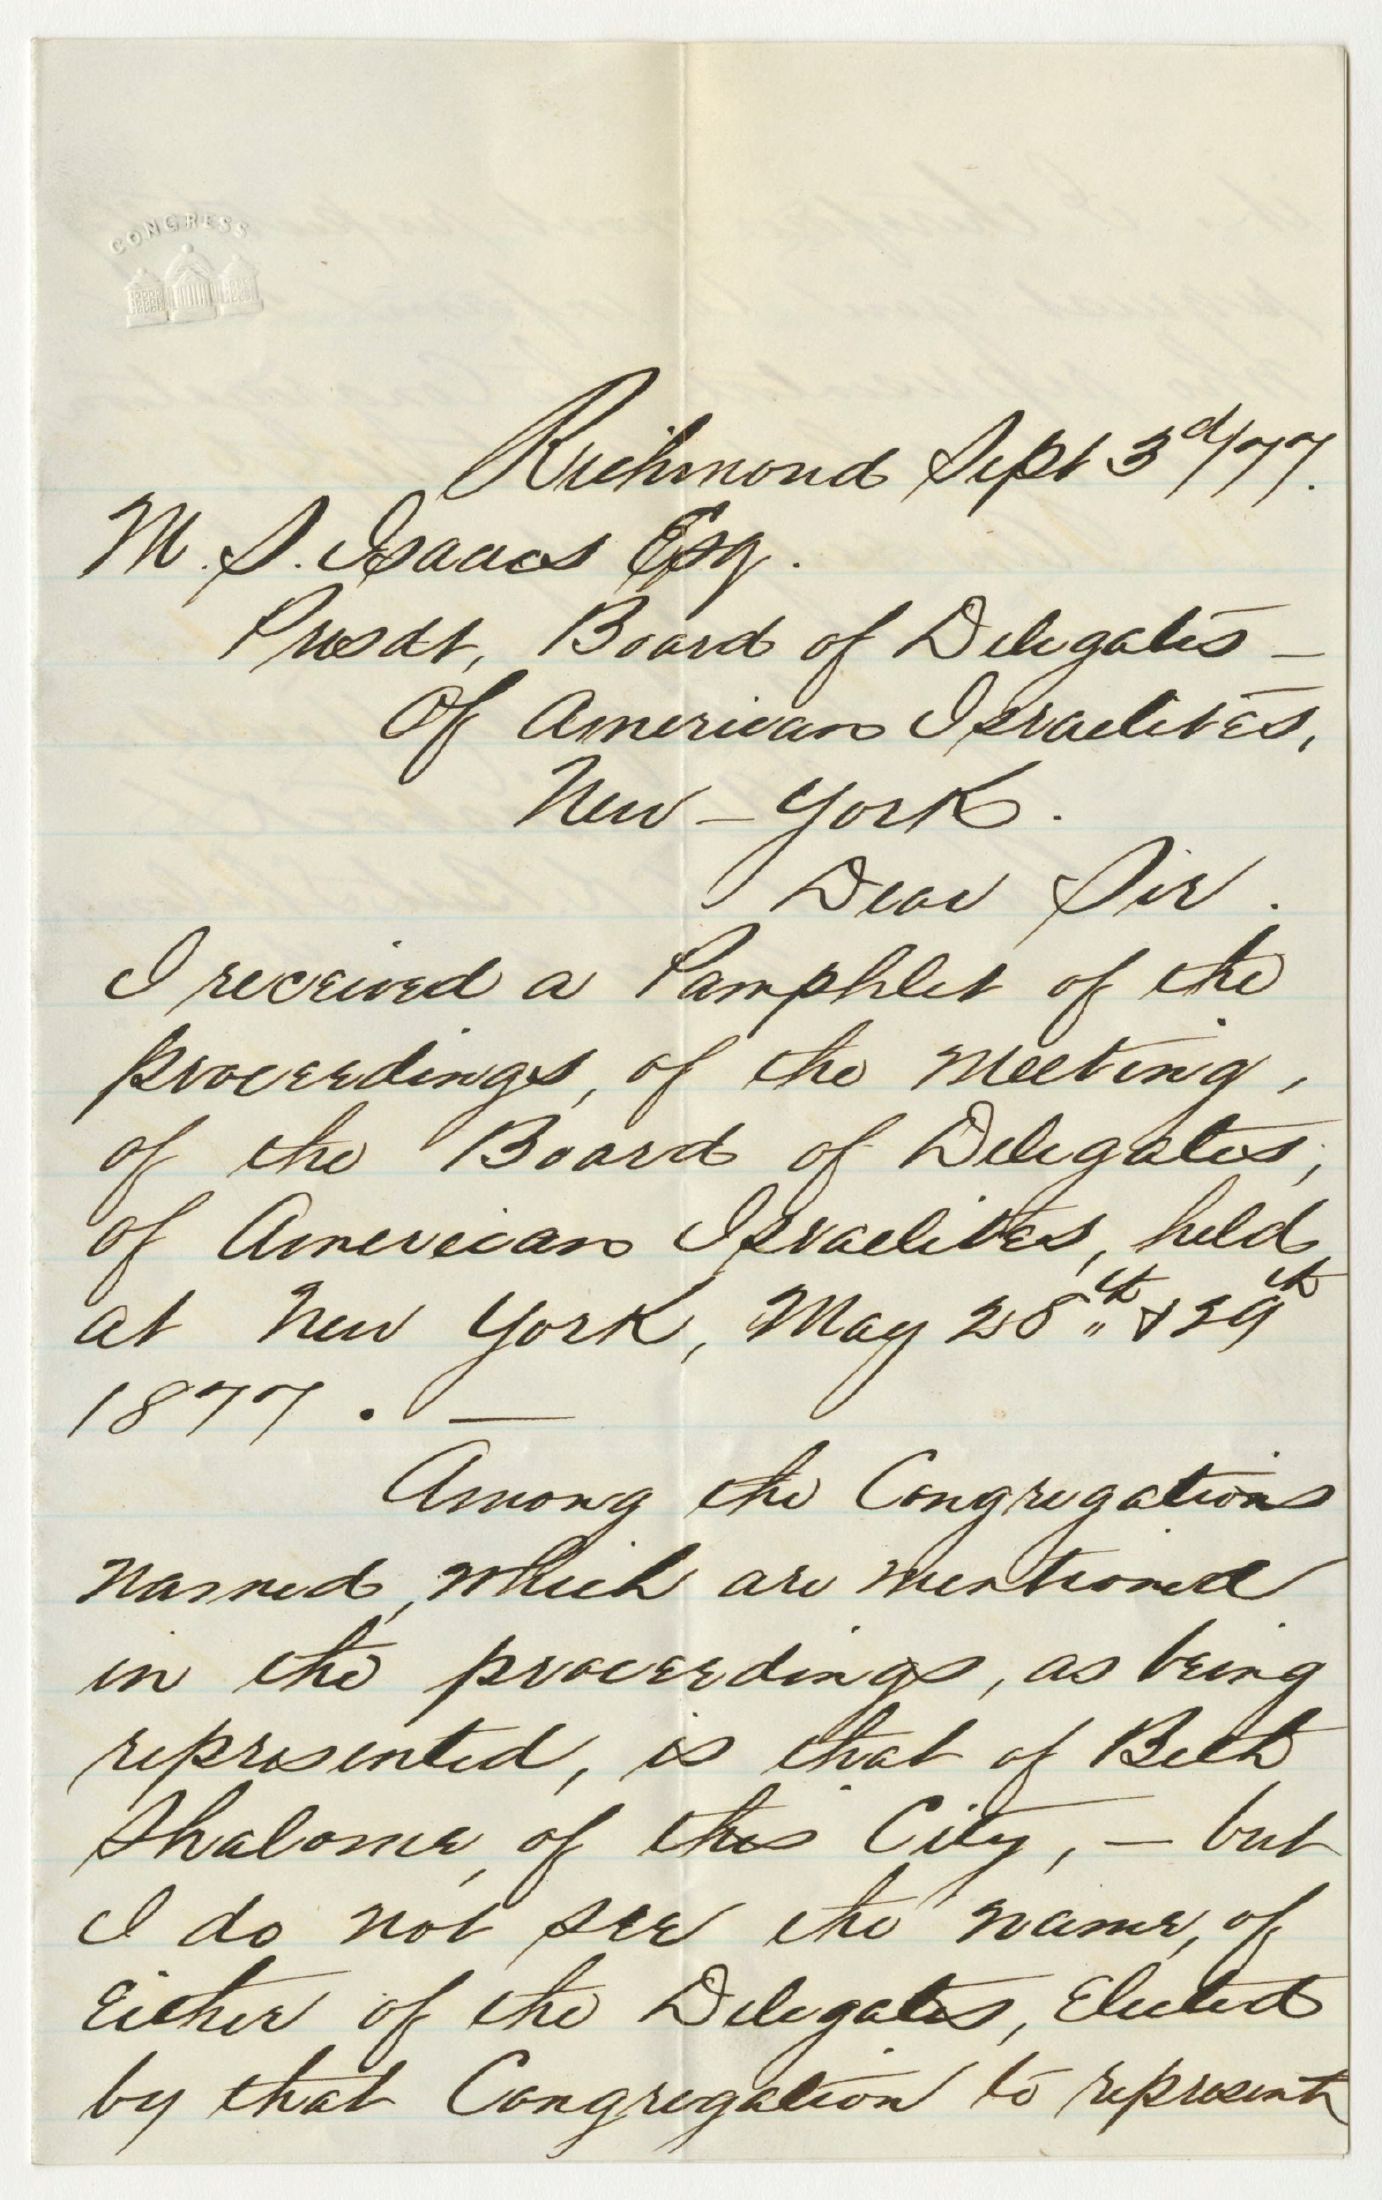 CONGRESS
Richmond Sept 3d/77.
M. S. Isaacs Esq.
Presdt, Board of Delegates –
Of American Israelites,
New – York.
Dear Sir.
I received a Pamphlet of the
proceedings, of the Meeting,
of the Board of Delegates,
of American Israelites, held
at New York, May 28th & 29th
1877. —
Among the Congregations
named, which are mentioned
in the proceedings, as being
represented, is that of Beth
Shalome, of this City, – but
I do not see the name, of
Either of the Delegates, Elected
by that Congregation to represent